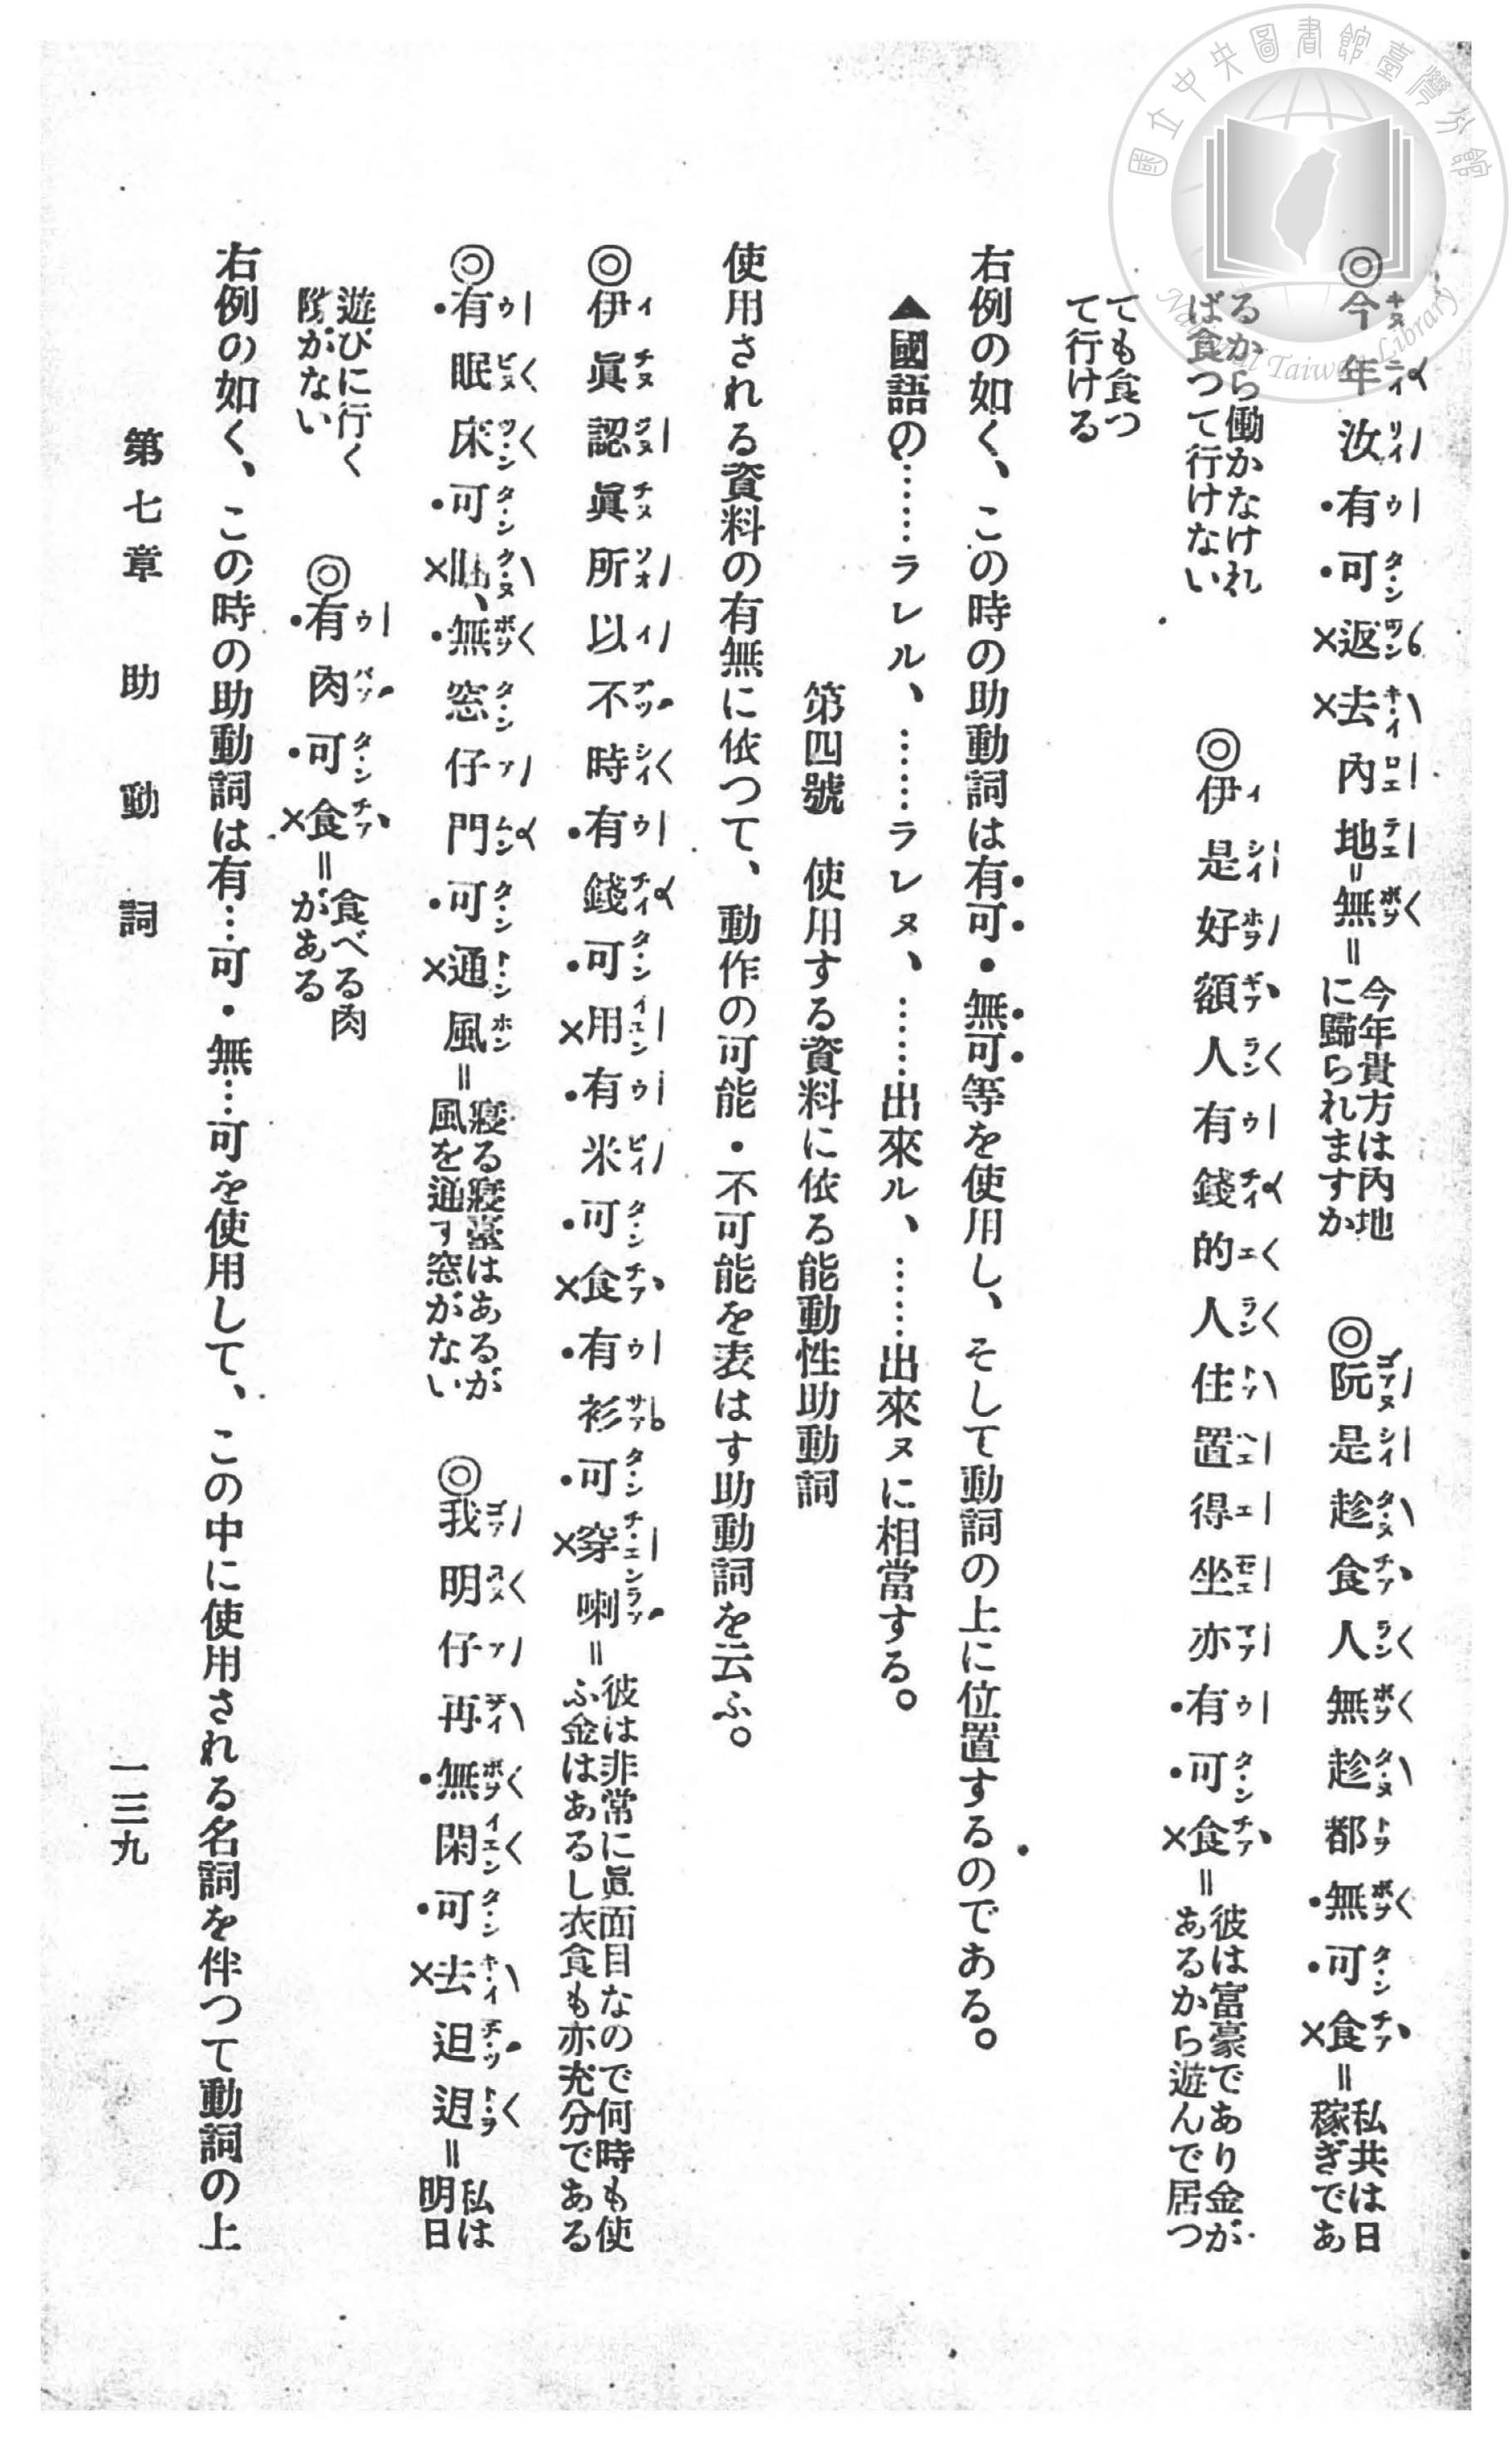 國立中央圖書館臺灣分館
National Taiwan Library
◎今年汝有可返去內地＝無＝今年貴方は內地に歸られますか　◎阮是趁食人無趁都無可食＝私共は日稼ぎであ
るから働かなければ食つて行けない　◎伊是好額人有錢的人住置得坐亦有可食＝彼は富豪であり金があるから遊んで居つ
ても食つて行ける
右例の如く、この時の助動詞は有可・無可等を使用し、そして動詞の上に位置するのである。
▲國語の……ラレル、……ラレヌ、……出來ル、……出來ヌに相當する。
第四號　使用する資料に依る能動性助動詞
使用される資料の有無に依つて、動作の可能・不可能を表はす助動詞を云ふ。
◎伊眞認眞所以不時有錢可用有米可食有衫可穿喇＝彼は非常に眞面目なので何時も使ふ金はあるし衣食も亦充分である
◎有眠床可、無窓仔門可通風＝寢る寢臺はあるが風を通す窓がない　◎我明仔再無閑可去𨑨迌＝私は明日
遊びに行く隙がない　◎有肉可食＝食べる肉がある
右例の如く、この時の助動詞は有…可・無…可を使用して、この中に使用される名詞を伴つて動詞の上
第七章　助動詞
一三九